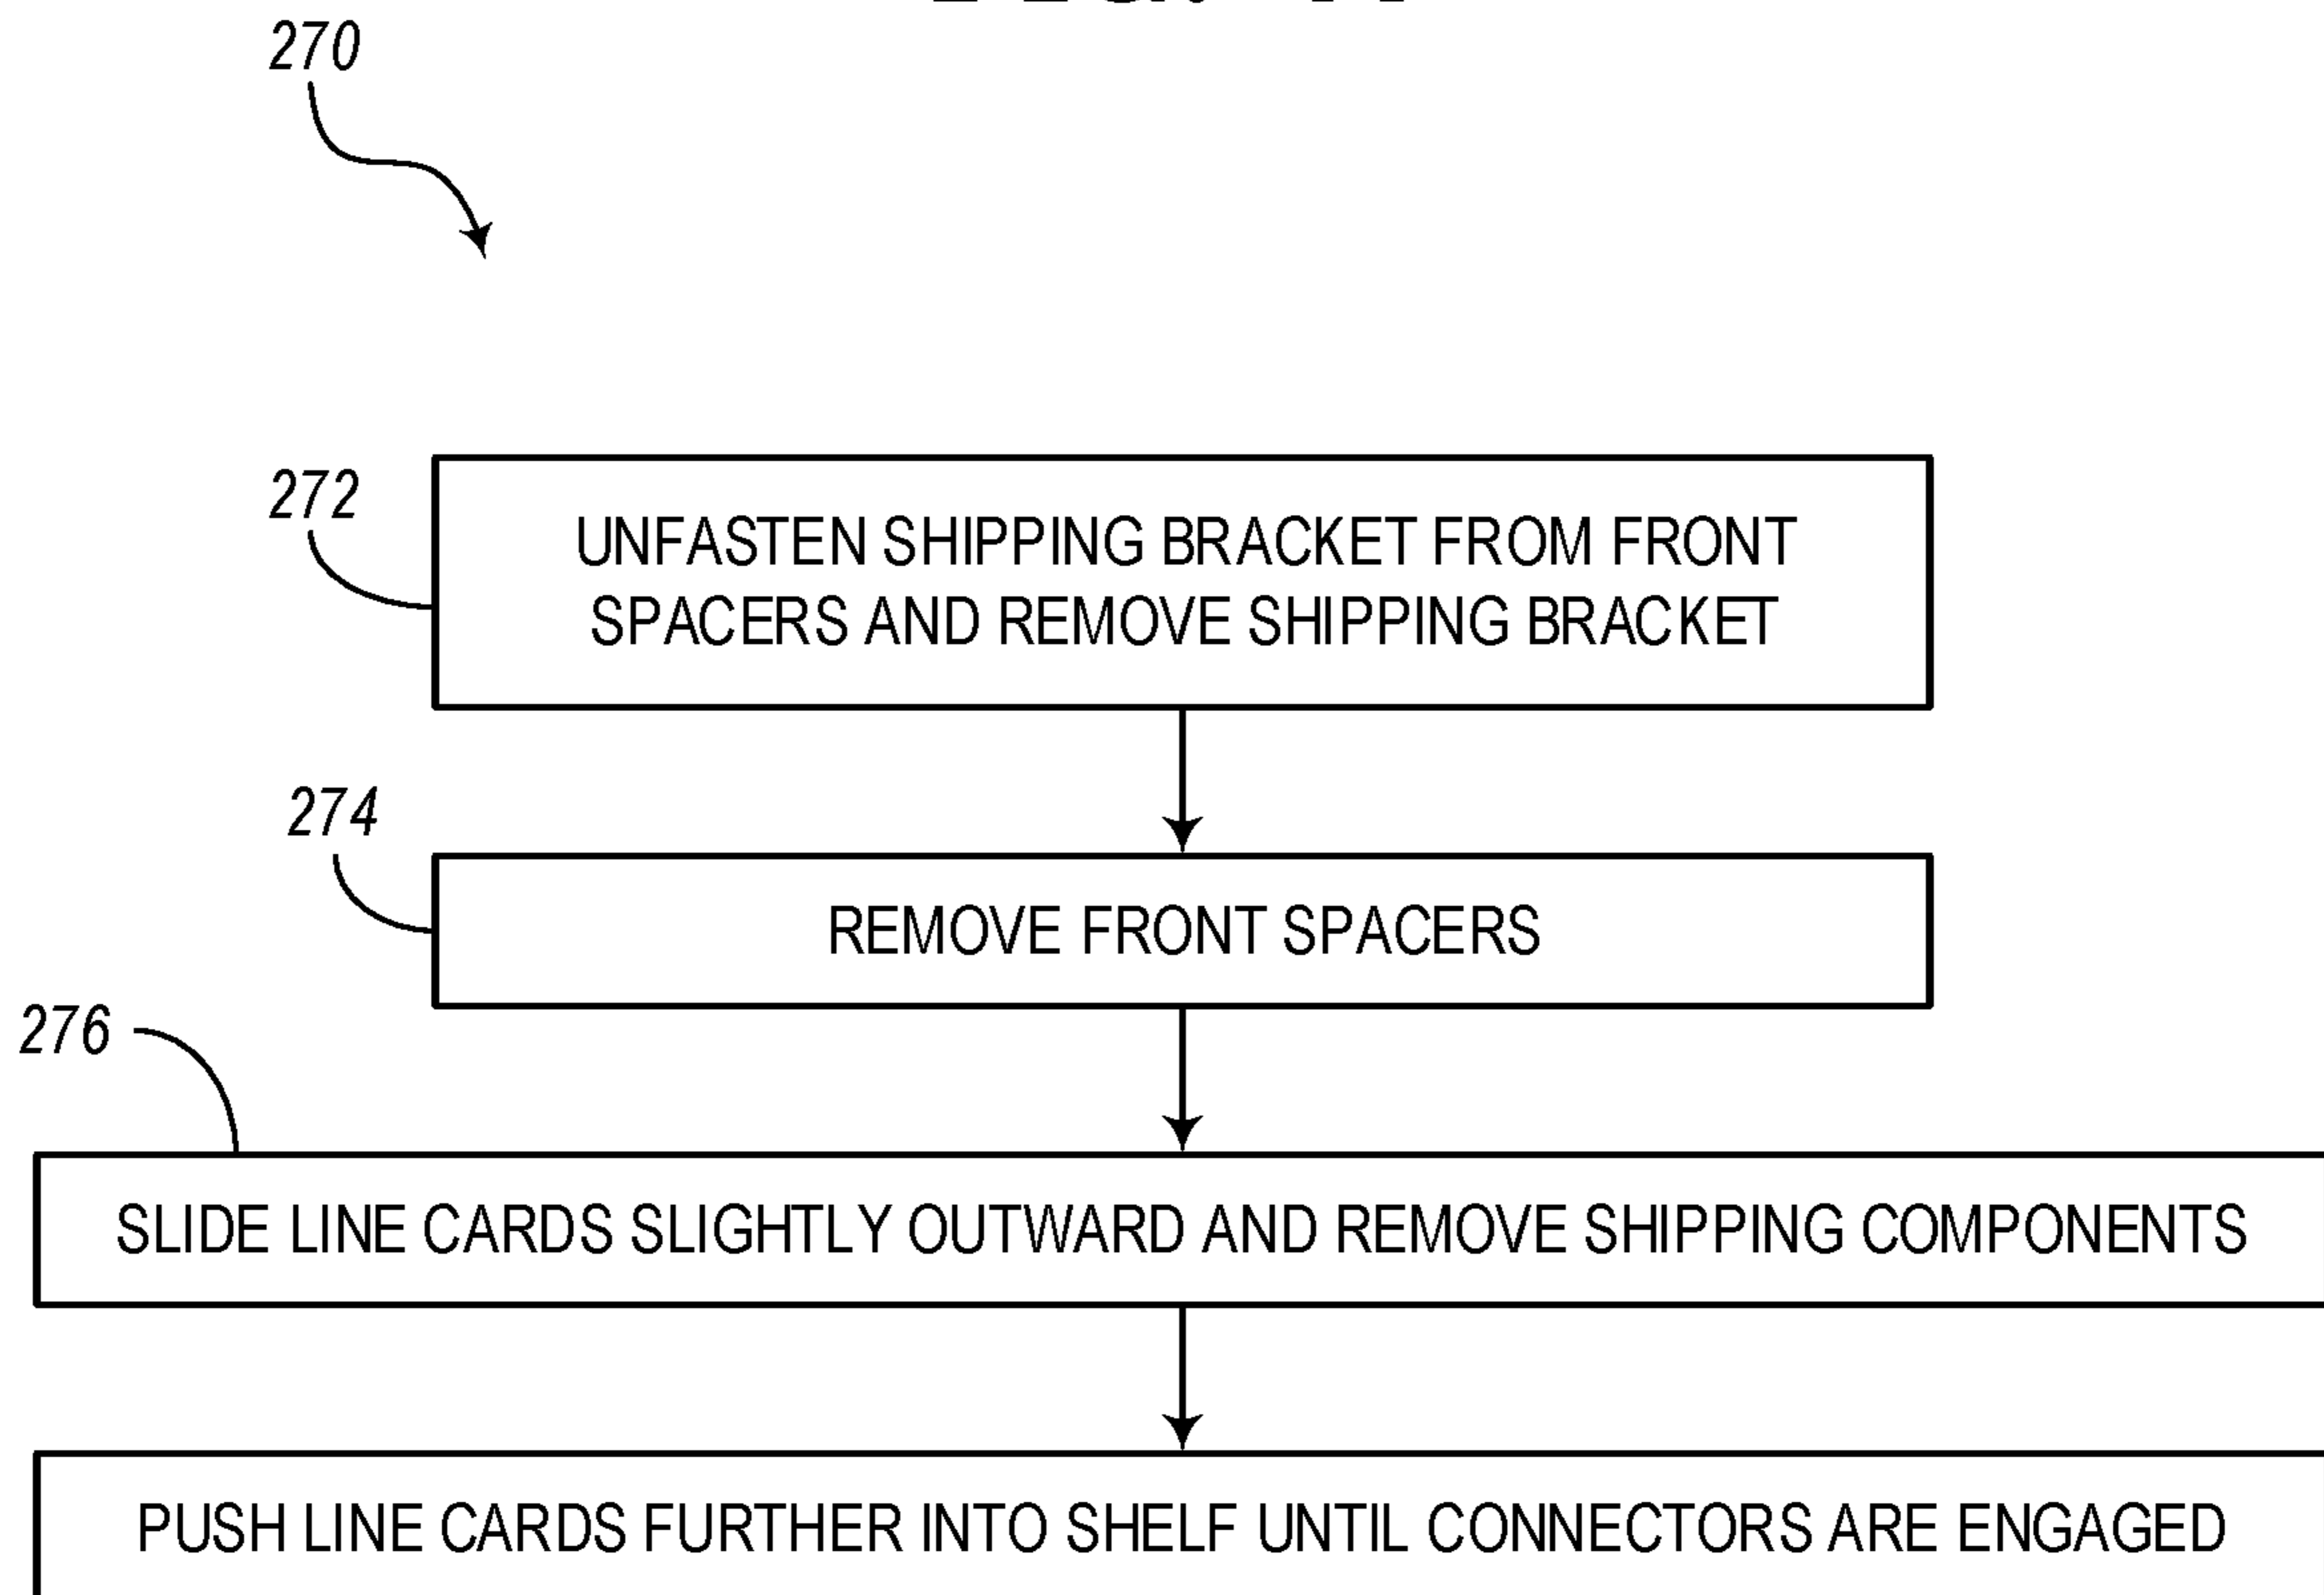 270
272
UNFASTEN SHIPPING BRACKET FROM FRONT
SPACERS AND REMOVE SHIPPING BRACKET
274
REMOVE FRONT SPACERS
276
SLIDE LINE CARDS SLIGHTLY OUTWARD AND REMOVE SHIPPING COMPONENTS
PUSH LINE CARDS FURTHER INTO SHELF UNTIL CONNECTORS ARE ENGAGED